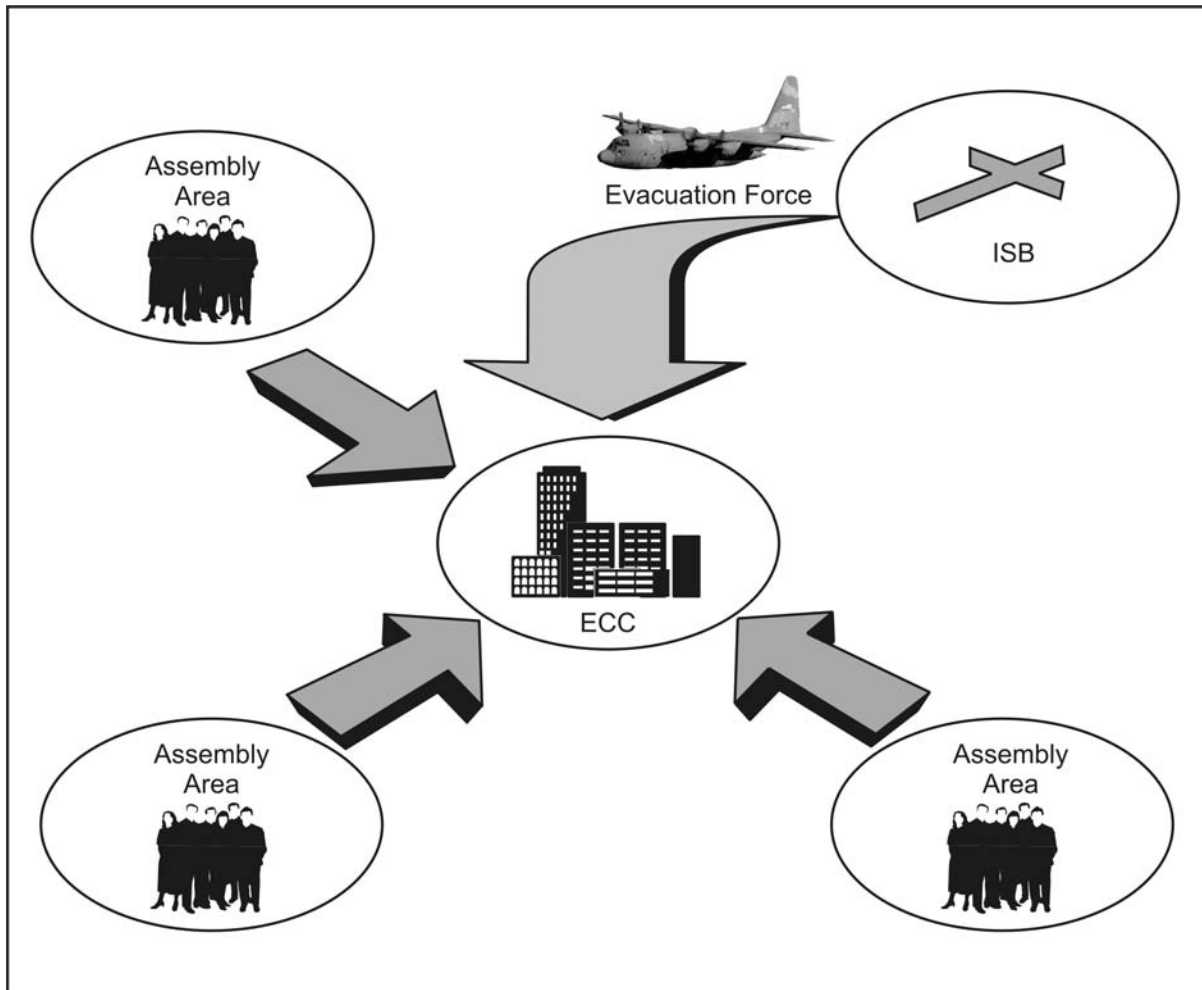 Assembly
Area
Evacuation Force
ISB
ECC
Assembly
Area
Assembly
Area